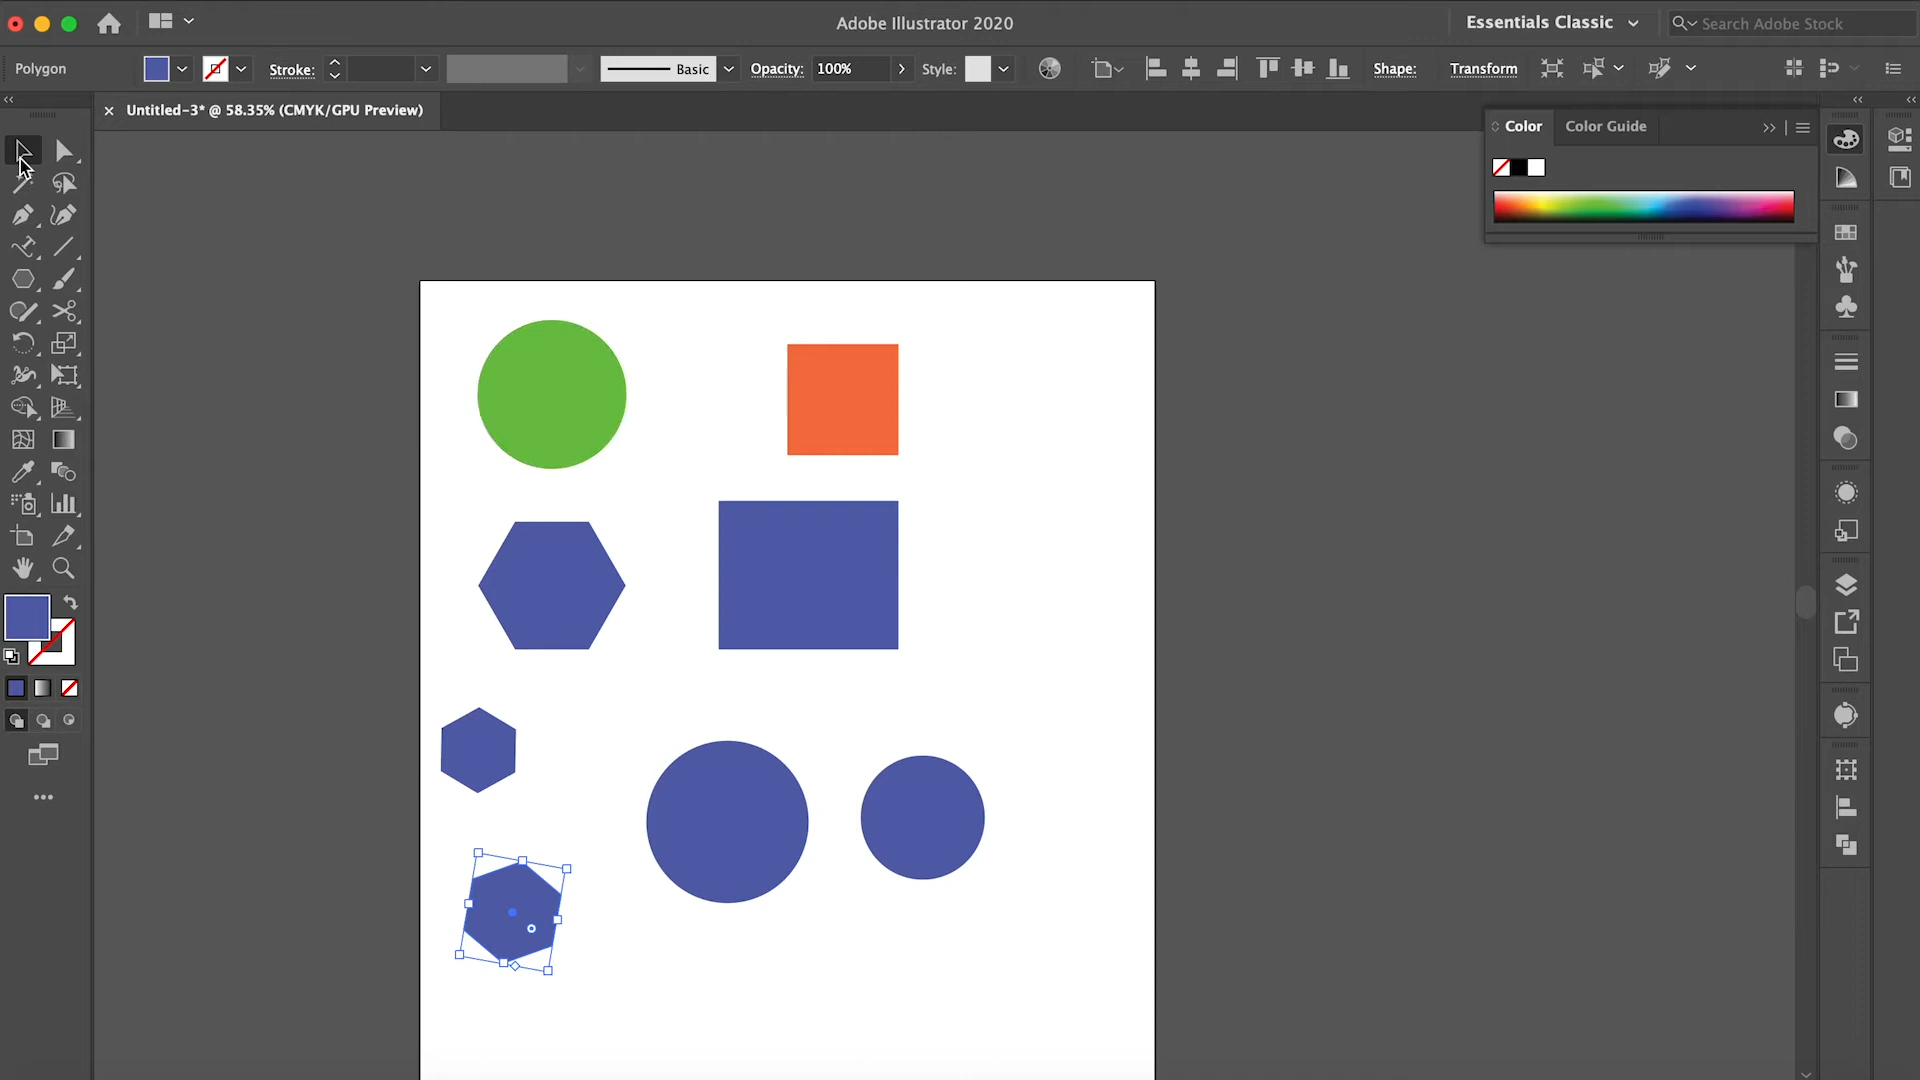 Adobe Illustrator 2020
Essentials Classic
Search Adobe Stock
Polygon
Stroke:
Basic
Opacity: 100%
Style:
Shape:
Transform
Untitled-3* @ 58.35% (CMYK/GPU Preview)
Color
Color Guide